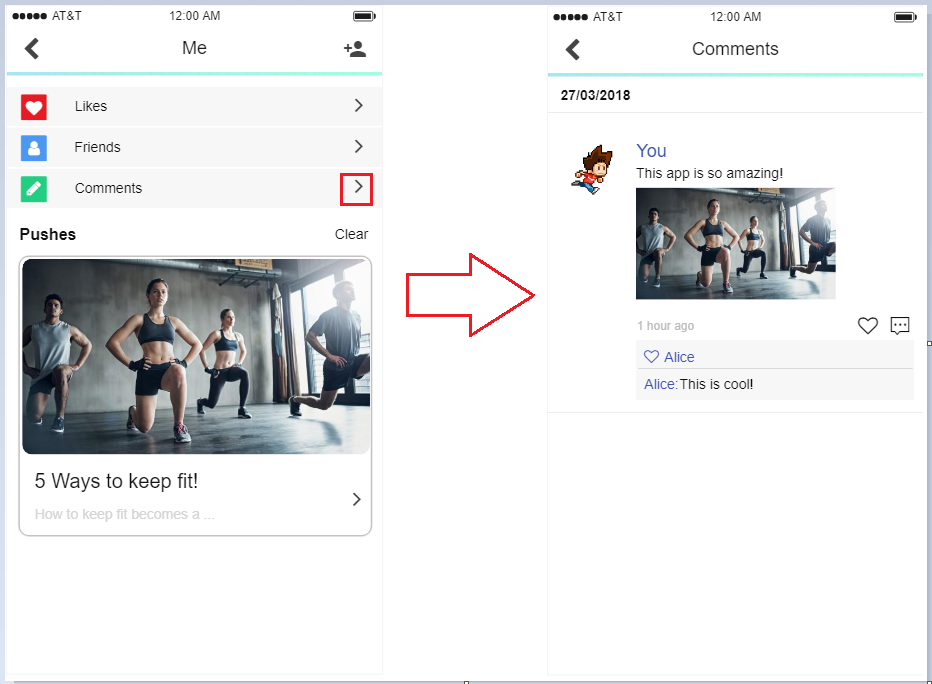 AT&T 12:00 AM
Me
Likes
Friends
Comments
Pushes Clear
5 Ways to keep fit!
How to keep fit becomes a ...
AT&T 12:00 AM
Comments
27/03/2018
You
This app is so amazing!
1 hour ago
Alice
Alice:This is cool!